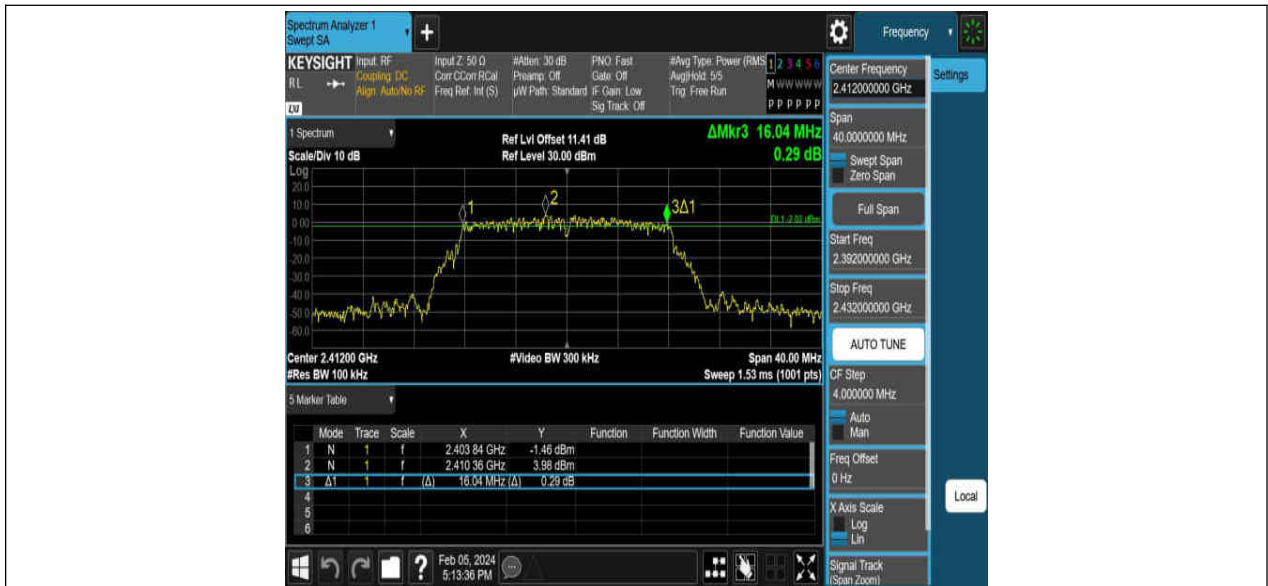 Spectrum Analyzer 1
Swept SA
+
Frequency
KEYSIGHT
RL
LXI
Input: RF
Coupling: DC
Align: Auto/No RF
Input Z: 50 Ω
Corr CCorr RCal
Freq Ref: Int (S)
#Atten: 30 dB
Preamp: Off
µW Path: Standard
PNO: Fast
Gate: Off
IF Gain: Low
Sig Track: Off
#Avg Type: Power (RMS
Avg|Hold: 5/5
Trig: Free Run
1 2 3 4 5 6
M W W W W W
P P P P P P
Center Frequency
2.412000000 GHz
Settings
1 Spectrum
Scale/Div 10 dB
Ref Lvl Offset 11.41 dB
Ref Level 30.00 dBm
ΔMkr3 16.04 MHz
0.29 dB
Log
20.0
10.0
0.00
-10.0
-20.0
-30.0
-40.0
-50.0
-60.0
1
2
3Δ1
DL1 -2.02 dBm
Center 2.41200 GHz
#Res BW 100 kHz
#Video BW 300 kHz
Span 40.00 MHz
Sweep 1.53 ms (1001 pts)
Span
40.0000000 MHz
Swept Span
Zero Span
Full Span
Start Freq
2.392000000 GHz
Stop Freq
2.432000000 GHz
AUTO TUNE
CF Step
4.000000 MHz
Auto
Man
Freq Offset
0 Hz
X Axis Scale
Log
Lin
Signal Track
(Span Zoom)
Local
5 Marker Table
Mode Trace Scale X Y Function Function Width Function Value
1 N 1 f 2.403 84 GHz -1.46 dBm
2 N 1 f 2.410 36 GHz 3.98 dBm
3 Δ1 1 f (Δ) 16.04 MHz (Δ) 0.29 dB
4
5
6
?
Feb 05, 2024
5:13:36 PM